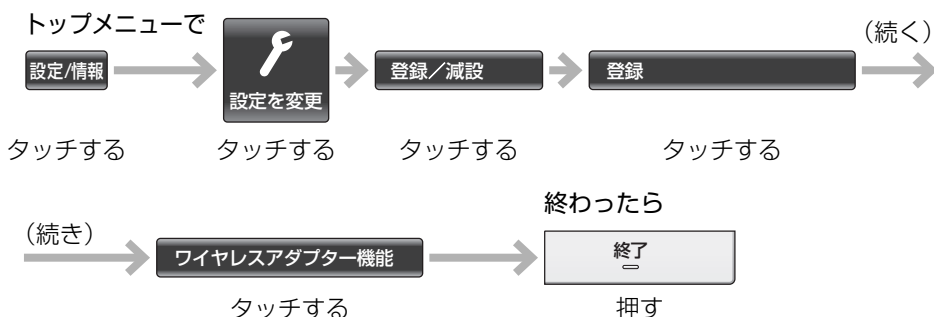 トップメニューで
(続く)
設定/情報
設定を変更
登録/減設
登録
タッチする
タッチする
タッチする
タッチする
終わったら
(続き)
ワイヤレスアダプター機能
終了
タッチする
押す